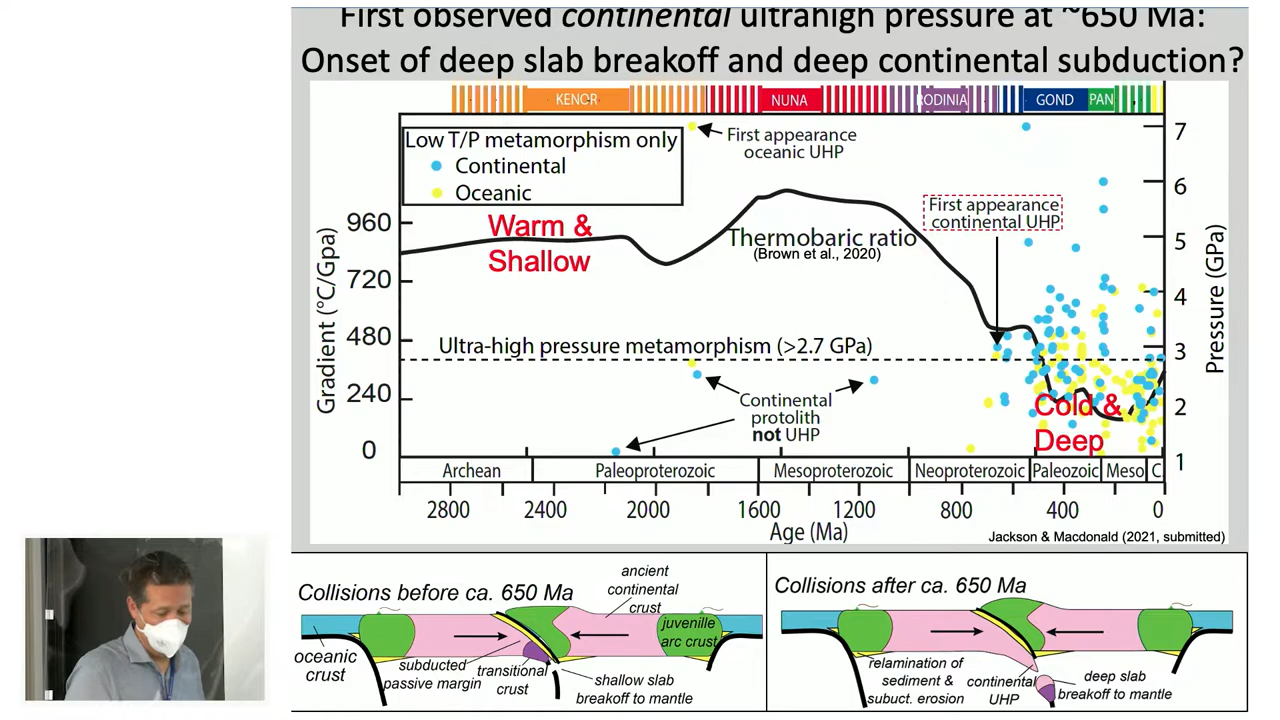 First observed continental ultrahigh pressure at ~650 Ma:
Onset of deep slab breakoff and deep continental subduction?
KENOR
NUNA
RODINIA
GOND
PAN
Low T/P metamorphism only
Continental
Oceanic
First appearance
oceanic UHP
First appearance
continental UHP
Warm &
Shallow
Thermobaric ratio
(Brown et al., 2020)
Ultra-high pressure metamorphism (>2.7 GPa)
Continental
protolith
not UHP
Cold &
Deep
Gradient (°C/Gpa)
960
720
480
240
0
Pressure (GPa)
7
6
5
4
3
2
1
Archean
Paleoproterozoic
Mesoproterozoic
Neoproterozoic
Paleozoic
Meso
C.
2800
2400
2000
1600
1200
800
400
0
Age (Ma)
Jackson & Macdonald (2021, submitted)
Collisions before ca. 650 Ma
ancient
continental
crust
juvenille
arc crust
oceanic
crust
subducted
passive margin
transitional
crust
shallow slab
breakoff to mantle
Collisions after ca. 650 Ma
relamination of
sediment &
subuct. erosion
continental
UHP
deep slab
breakoff to mantle